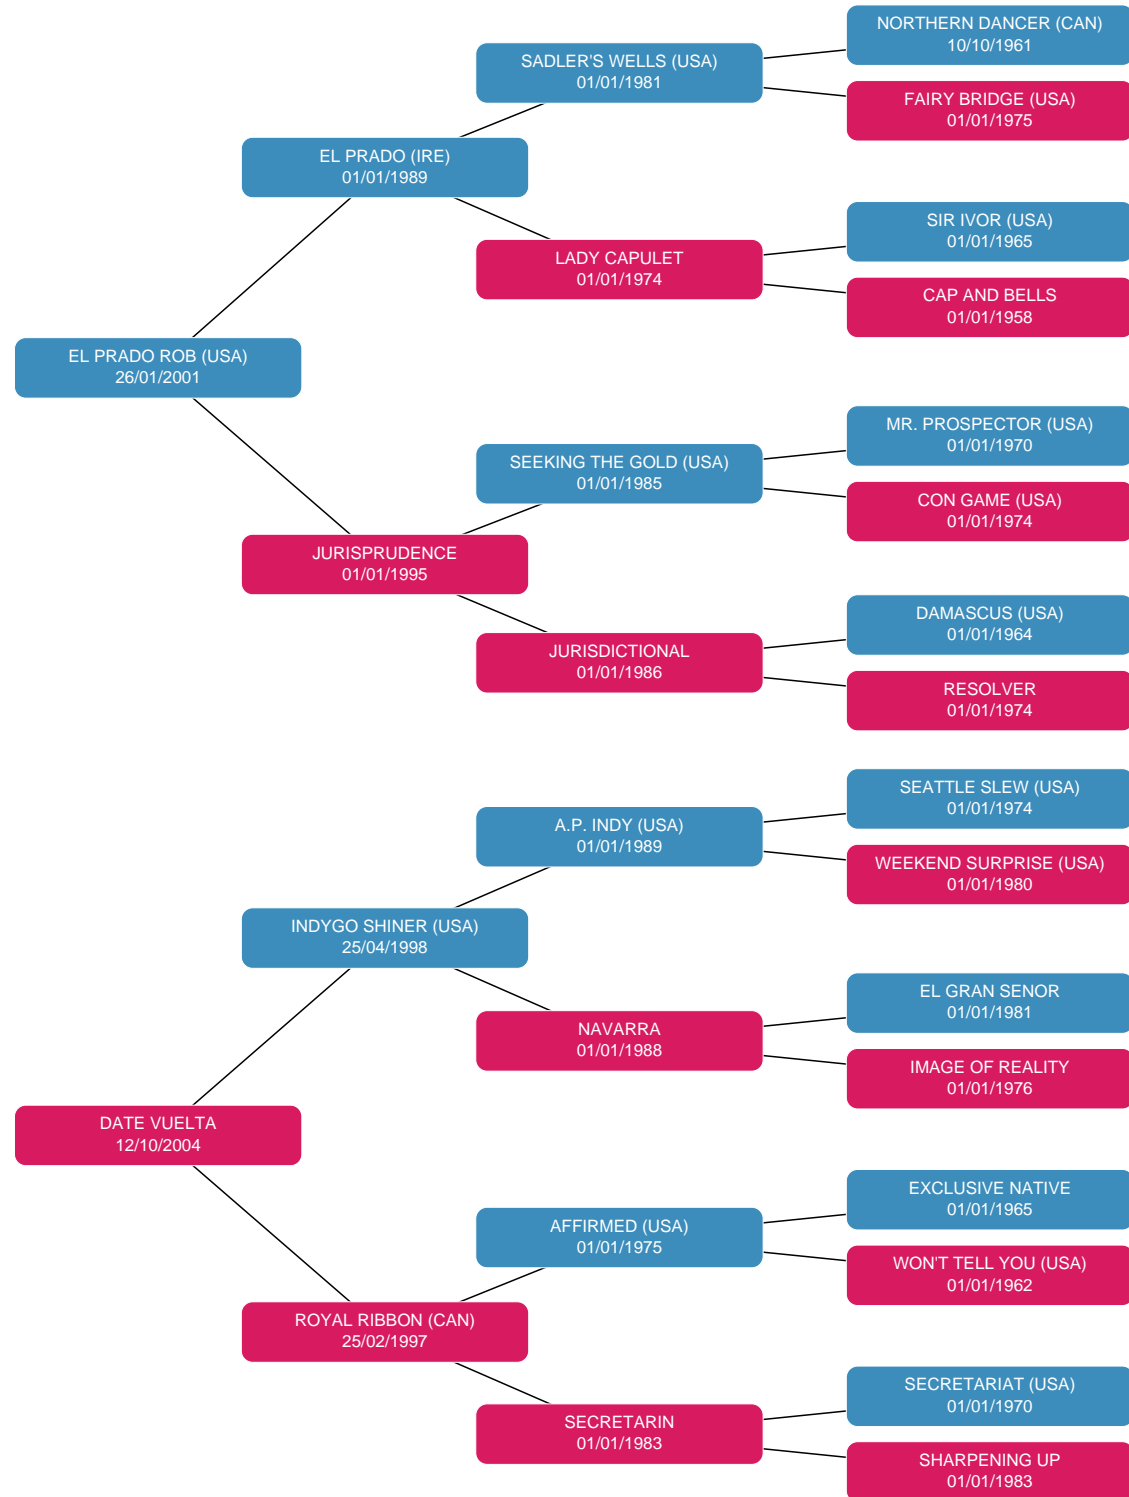 NORTHERN DANCER (CAN)
10/10/1961
SADLER'S WELLS (USA)
01/01/1981
FAIRY BRIDGE (USA)
01/01/1975
EL PRADO (IRE)
01/01/1989
SIR IVOR (USA)
01/01/1965
LADY CAPULET
01/01/1974
CAP AND BELLS
01/01/1958
EL PRADO ROB (USA)
26/01/2001
MR. PROSPECTOR (USA)
01/01/1970
SEEKING THE GOLD (USA)
01/01/1985
CON GAME (USA)
01/01/1974
JURISPRUDENCE
01/01/1995
DAMASCUS (USA)
01/01/1964
JURISDICTIONAL
01/01/1986
RESOLVER
01/01/1974
SEATTLE SLEW (USA)
01/01/1974
A.P. INDY (USA)
01/01/1989
WEEKEND SURPRISE (USA)
01/01/1980
INDYGO SHINER (USA)
25/04/1998
EL GRAN SENOR
01/01/1981
NAVARRA
01/01/1988
IMAGE OF REALITY
01/01/1976
DATE VUELTA
12/10/2004
EXCLUSIVE NATIVE
01/01/1965
AFFIRMED (USA)
01/01/1975
WON'T TELL YOU (USA)
01/01/1962
ROYAL RIBBON (CAN)
25/02/1997
SECRETARIAT (USA)
01/01/1970
SECRETARIN
01/01/1983
SHARPENING UP
01/01/1983